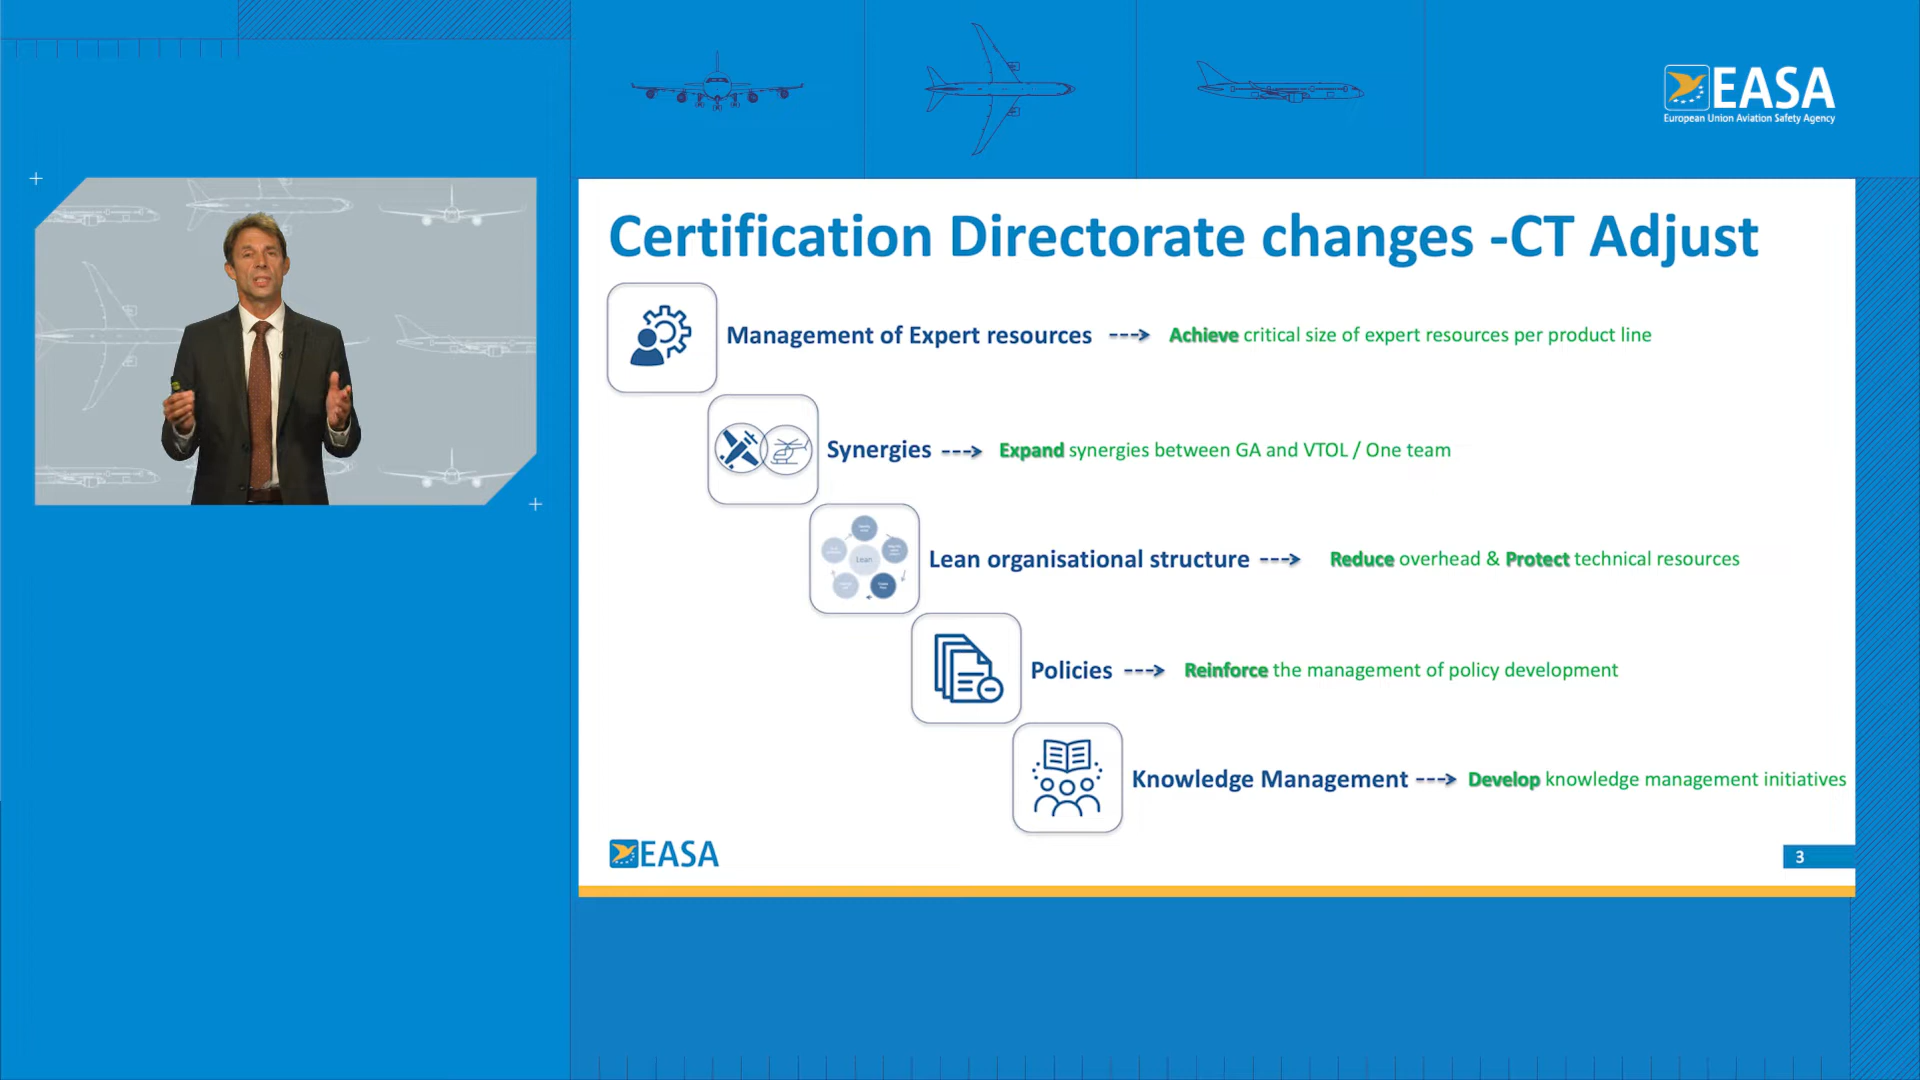 EASA
European Union Aviation Safety Agency
Certification Directorate changes -CT Adjust
Management of Expert resources
Achieve critical size of expert resources per product line
Synergies
Expand synergies between GA and VTOL / One team
Lean
Lean organisational structure
Reduce overhead & Protect technical resources
Policies
Reinforce the management of policy development
Knowledge Management
Develop knowledge management initiatives
EASA
3